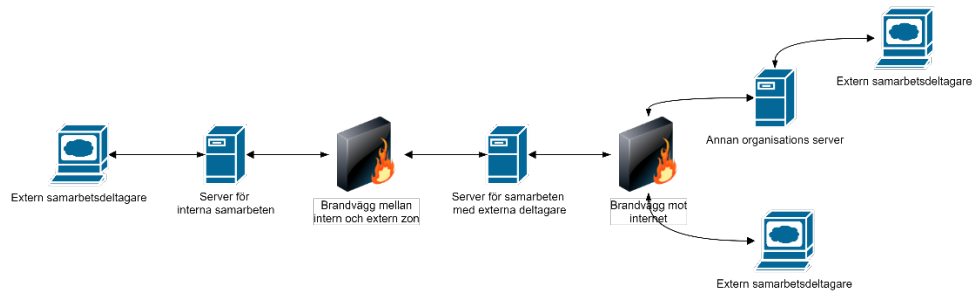 Extern samarbetsdeltagare
Server för
interna samarbeten
Brandvägg mellan
intern och extern zon
Server för samarbeten
med externa deltagare
Brandvägg mot
internet
Annan organisations server
Extern samarbetsdeltagare
Extern samarbetsdeltagare